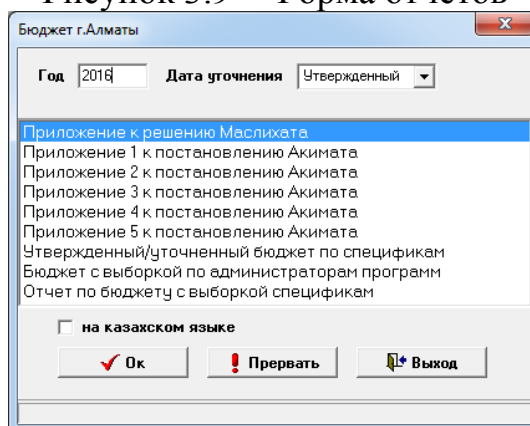 Рисунок 3.9 – Форма отчетов
Бюджет г.Алматы
Год 2016 Дата уточнения Утвержденный
Приложение к решению Маслихата
Приложение 1 к постановлению Акимата
Приложение 2 к постановлению Акимата
Приложение 3 к постановлению Акимата
Приложение 4 к постановлению Акимата
Приложение 5 к постановлению Акимата
Утвержденный/уточненный бюджет по спецификам
Бюджет с выборкой по администраторам программ
Отчет по бюджету с выборкой спецификам
на казахском языке
Ок Прервать Выход